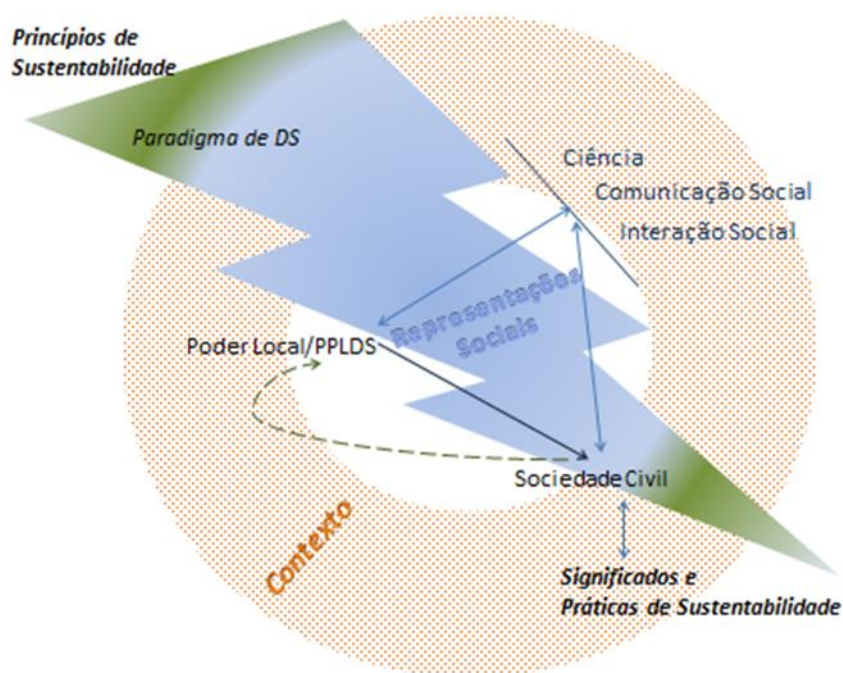 Princípios de
Sustentabilidade
Paradigma de DS
Ciência
Comunicação Social
Interação Social
Representações
Sociais
Poder Local/PPLDS
Sociedade Civil
Contexto
Significados e
Práticas de Sustentabilidade